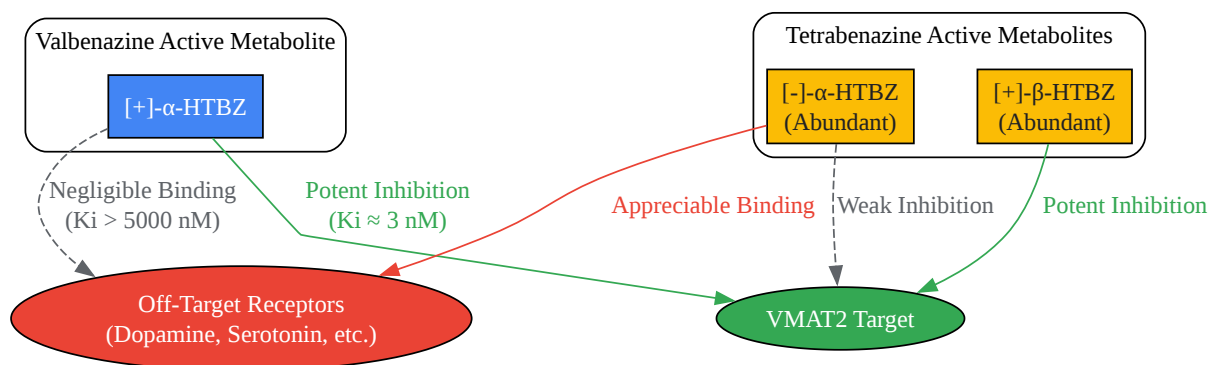 Valbenazine Active Metabolite
[+]-α-HTBZ
Tetrabenazine Active Metabolites
[-]-α-HTBZ
(Abundant)
[+]-β-HTBZ
(Abundant)
Negligible Binding
(Ki > 5000 nM)
Potent Inhibition
(Ki ≈ 3 nM)
Appreciable Binding
Weak Inhibition
Potent Inhibition
Off-Target Receptors
(Dopamine, Serotonin, etc.)
VMAT2 Target